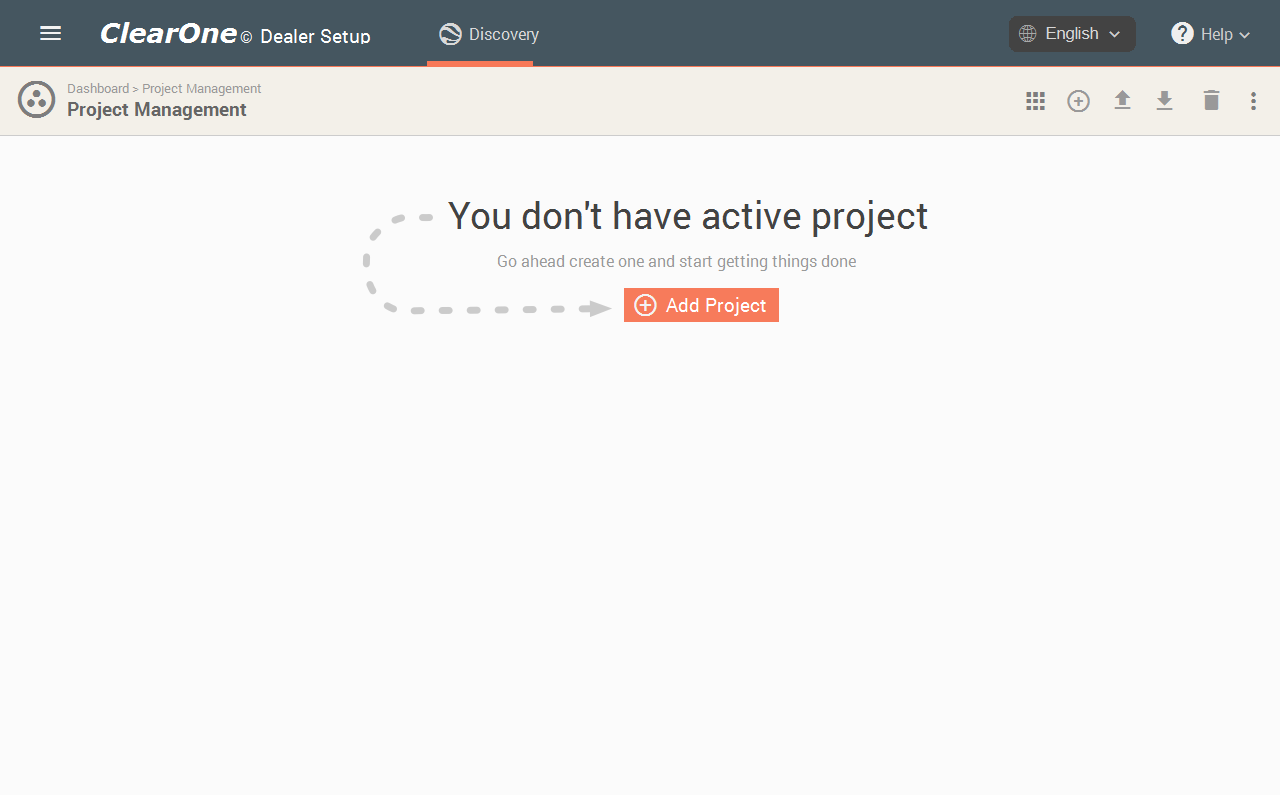 ClearOne© Dealer Setup
Discovery
English
Help
Dashboard > Project Management
Project Management
You don't have active project
Go ahead create one and start getting things done
Add Project